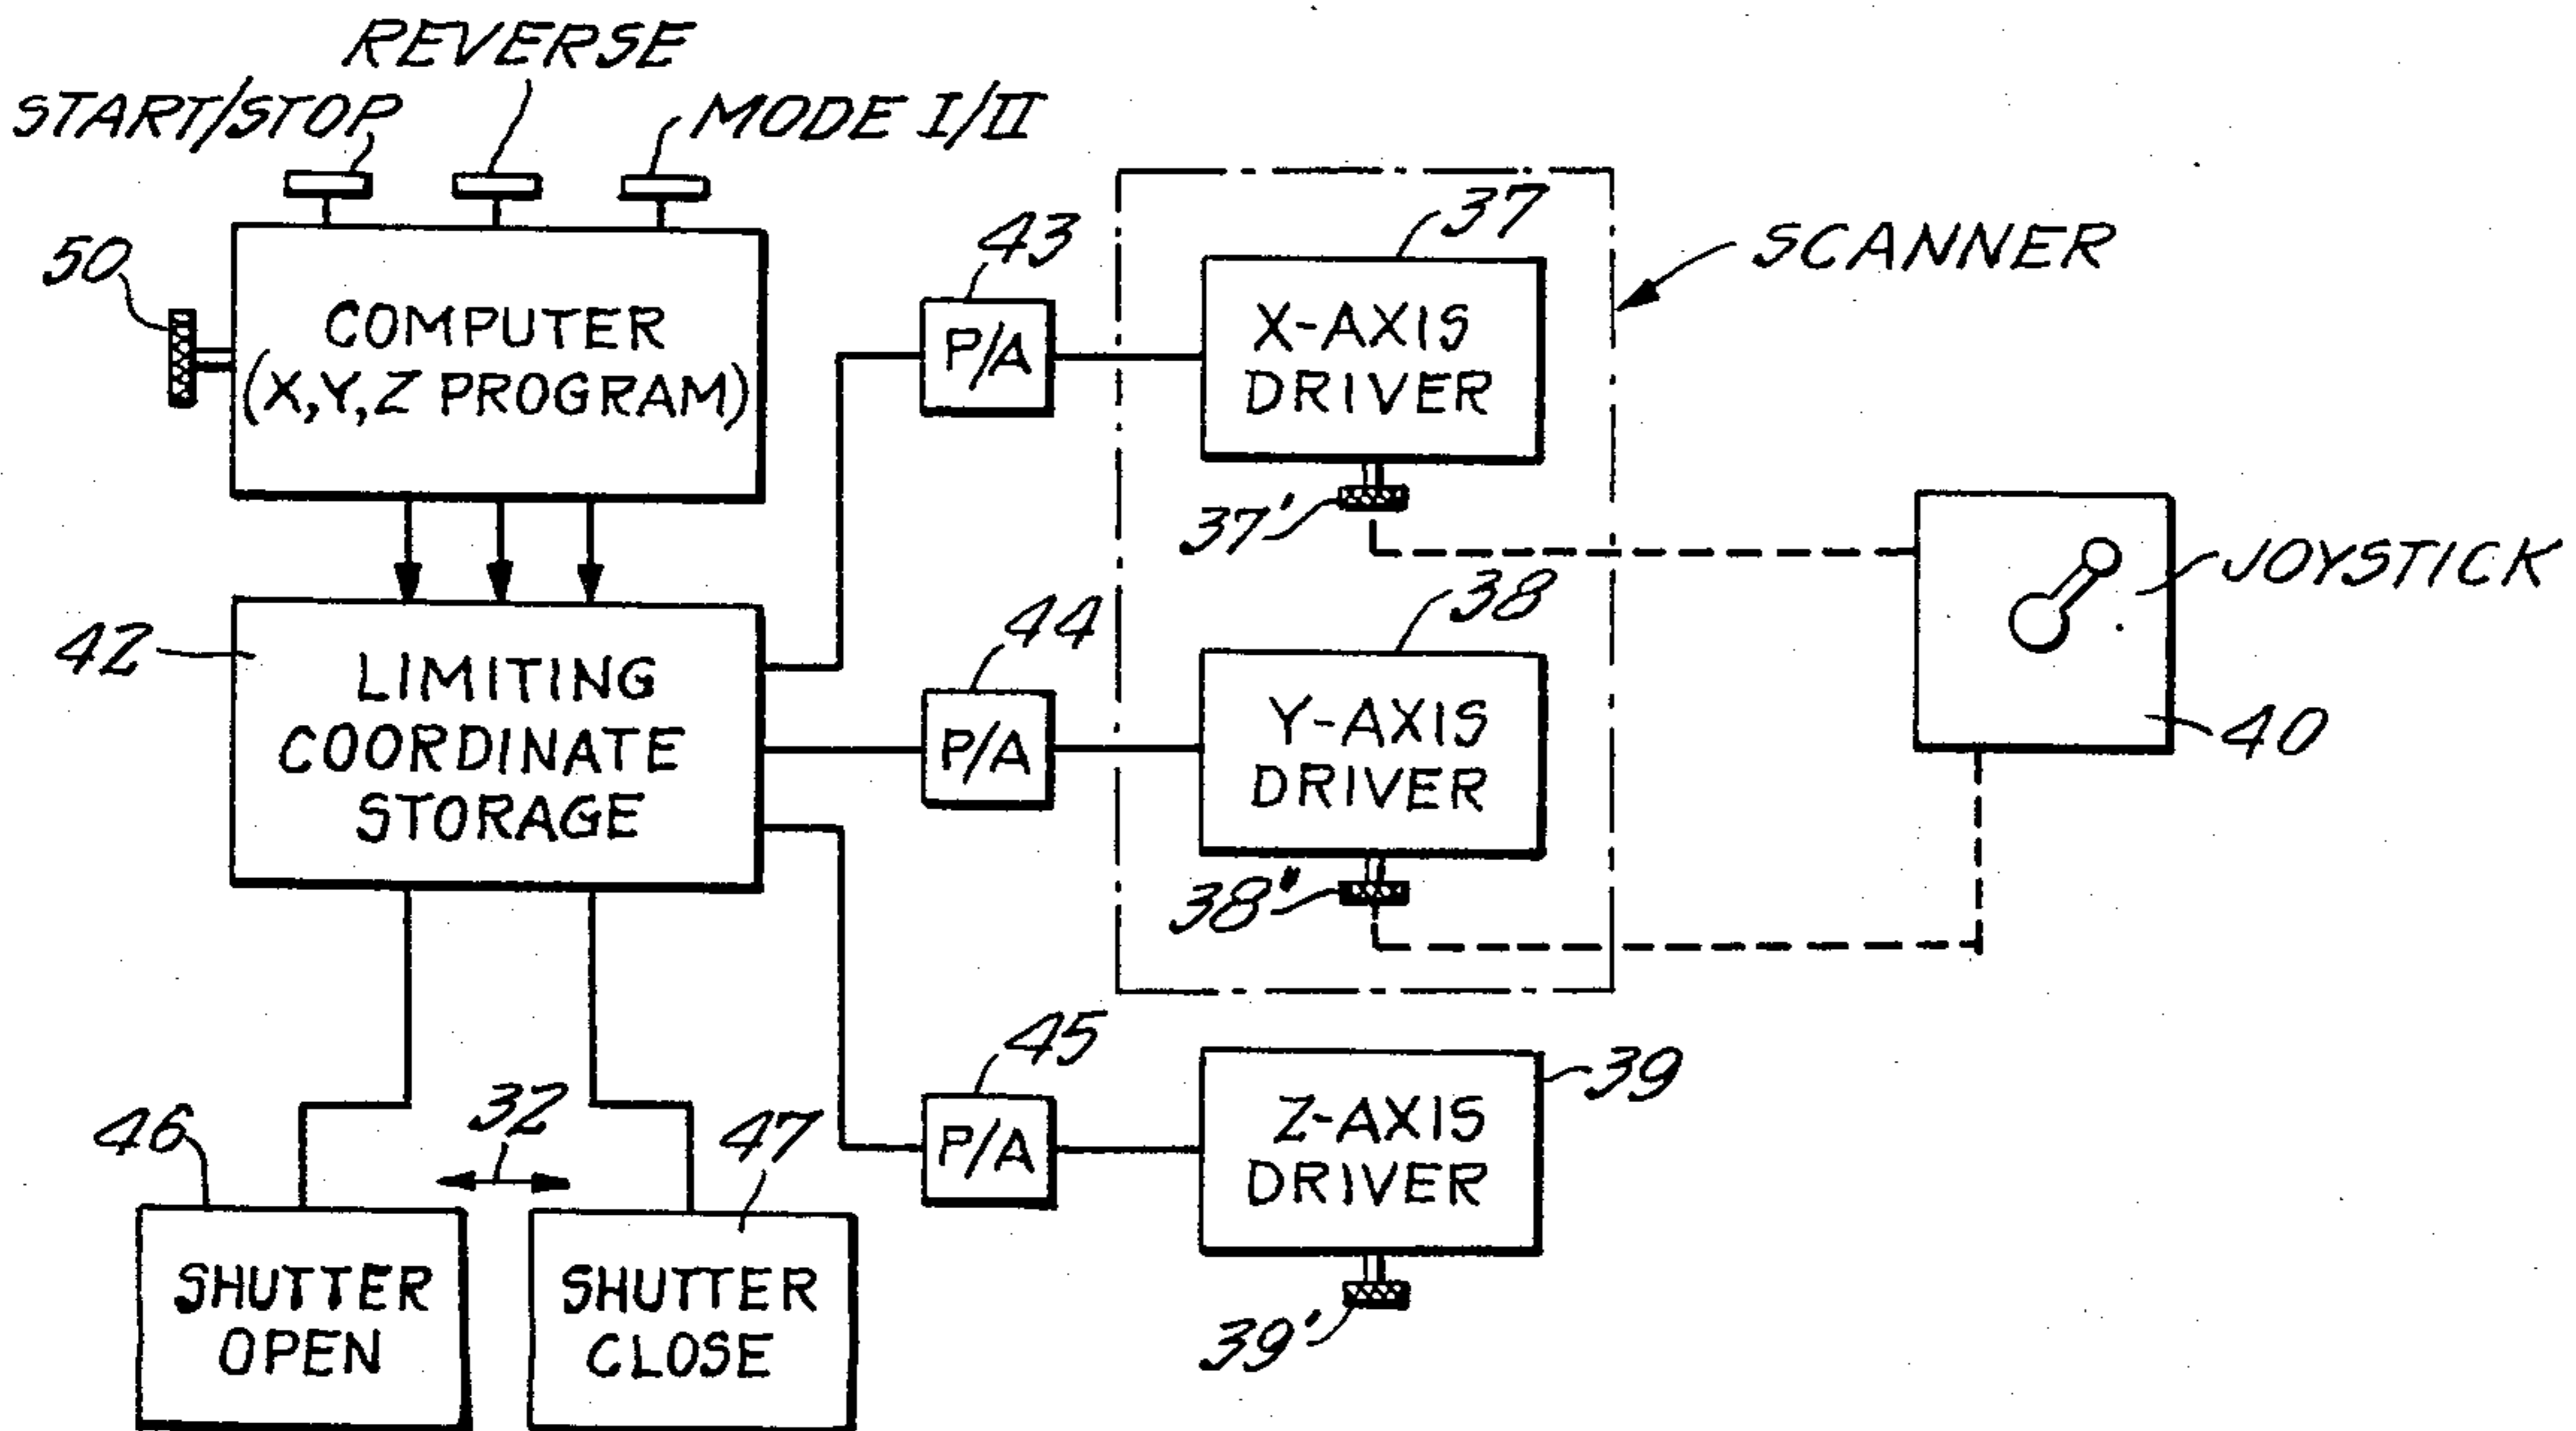 REVERSE
START/STOP
MODE I/II
50
COMPUTER
(X,Y,Z PROGRAM)
43
P/A
37
X-AXIS
DRIVER
37'
SCANNER
JOYSTICK
40
42
LIMITING
COORDINATE
STORAGE
44
P/A
38
Y-AXIS
DRIVER
38"
45
P/A
39
Z-AXIS
DRIVER
39'
46
32
47
SHUTTER
OPEN
SHUTTER
CLOSE